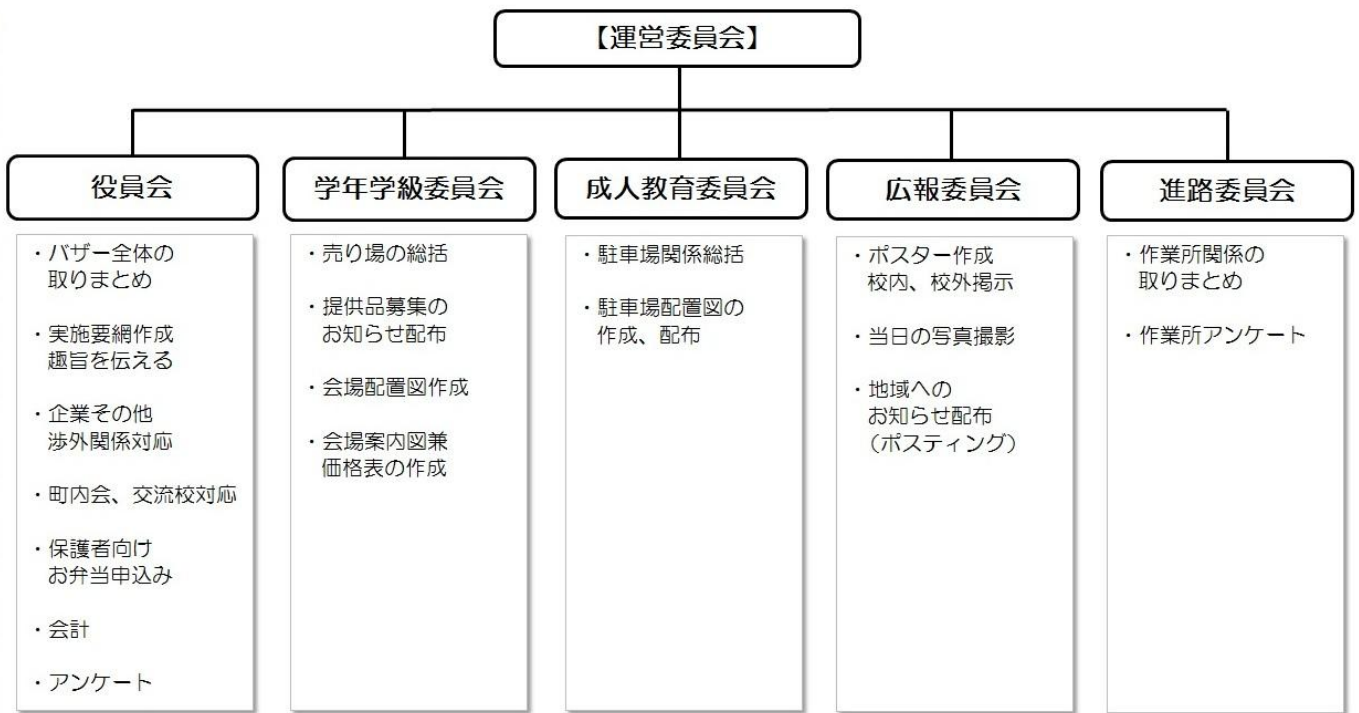 【運営委員会】
役員会
・バザー全体の
取りまとめ
・実施要綱作成
趣旨を伝える
・企業その他
渉外関係対応
・町内会、交流校対応
・保護者向け
お弁当申込み
・会計
・アンケート
学年学級委員会
・売り場の総括
・提供品募集の
お知らせ配布
・会場配置図作成
・会場案内図兼
価格表の作成
成人教育委員会
・駐車場関係総括
・駐車場配置図の
作成、配布
広報委員会
・ポスター作成
校内、校外掲示
・当日の写真撮影
・地域への
お知らせ配布
（ポスティング）
進路委員会
・作業所関係の
取りまとめ
・作業所アンケート